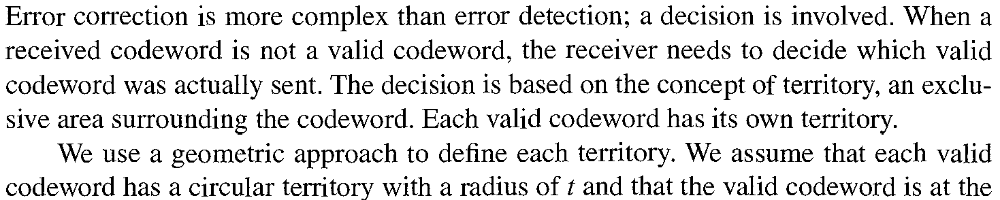 Error correction is more complex than error detection; a decision is involved. When a
received codeword is not a valid codeword, the receiver needs to decide which valid
codeword was actually sent. The decision is based on the concept of territory, an exclu-
sive area surrounding the codeword. Each valid codeword has its own territory.
We use a geometric approach to define each territory. We assume that each valid
codeword has a circular territory with a radius of t and that the valid codeword is at the